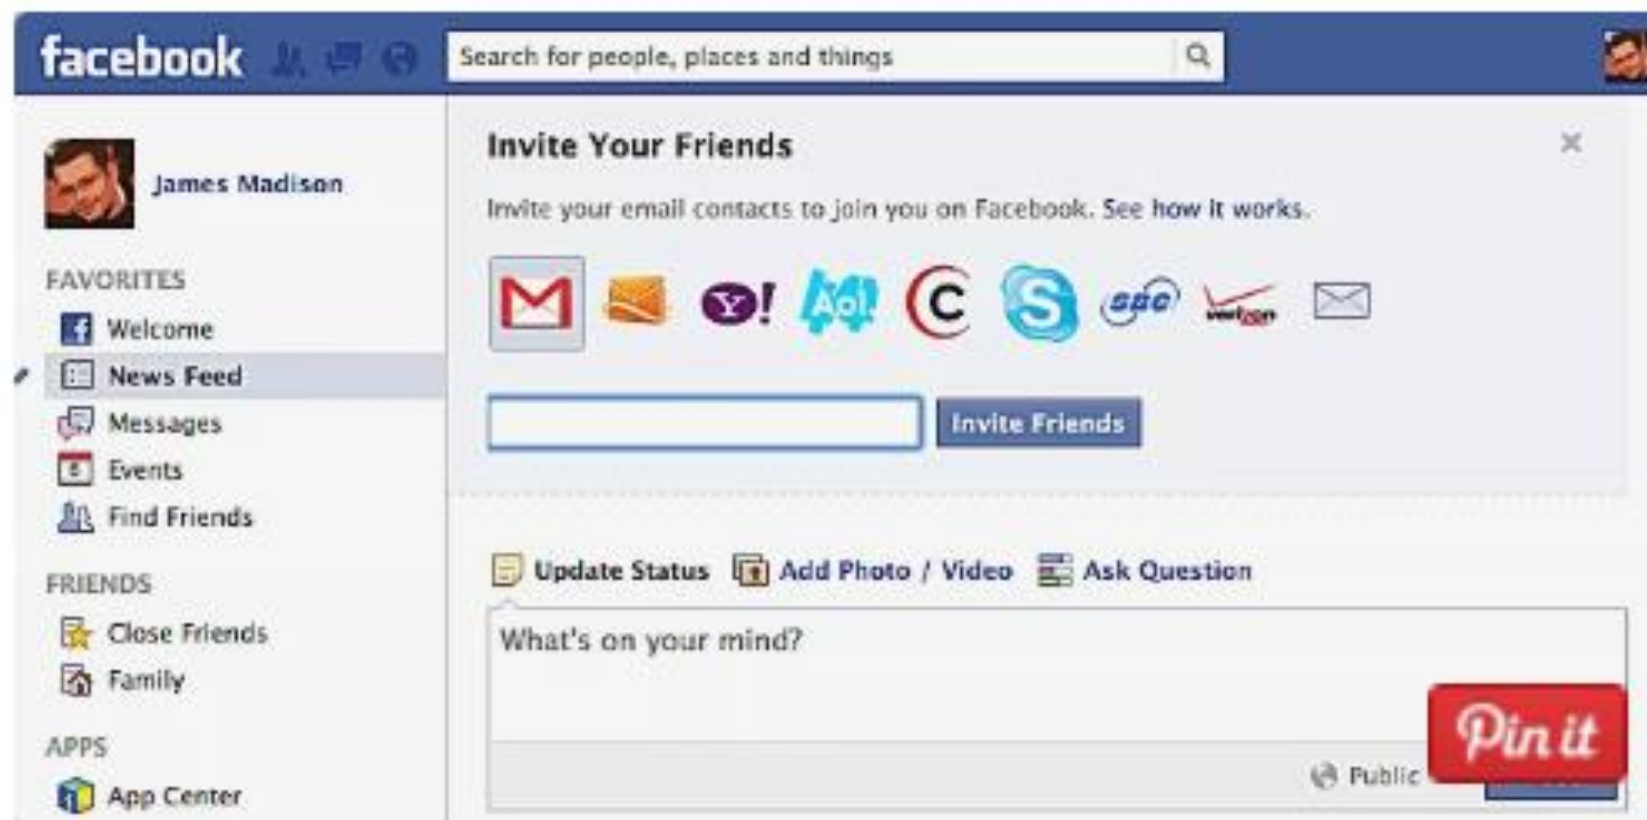 facebook
Search for people, places and things
James Madison
FAVORITES
Welcome
News Feed
Messages
Events
Find Friends
FRIENDS
Close Friends
Family
APPS
App Center
Invite Your Friends
Invite your email contacts to join you on Facebook. See how it works.
Y! Aol. C S sbc verizon
Invite Friends
Update Status Add Photo / Video Ask Question
What's on your mind?
Public
Pin it